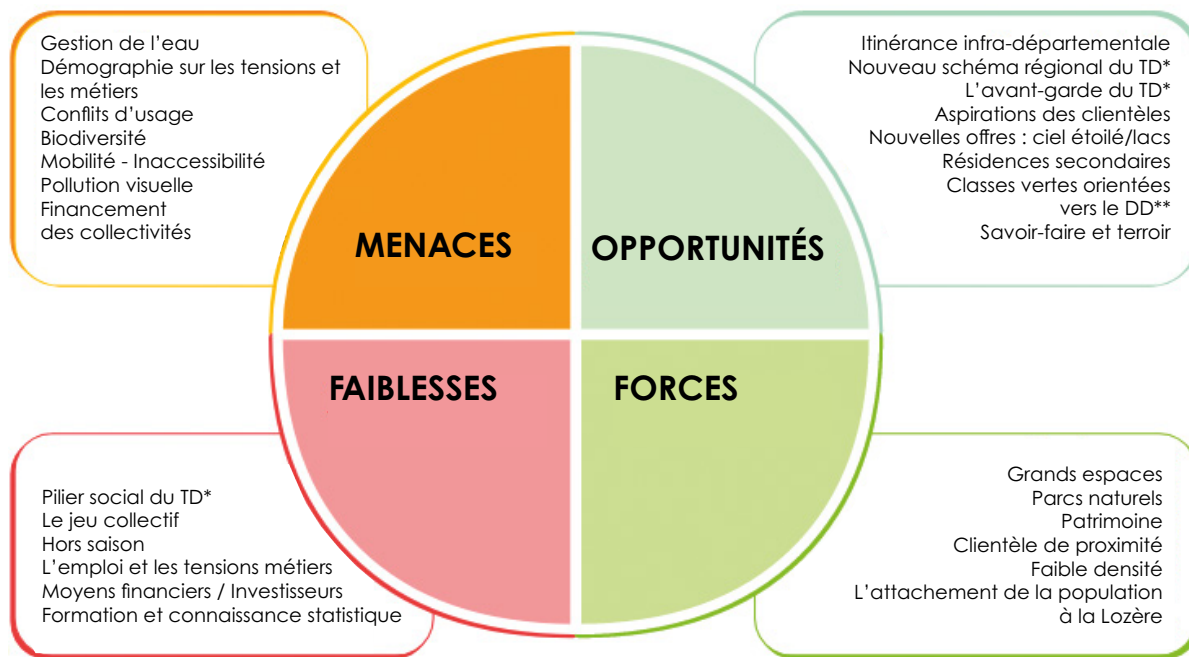 Gestion de l'eau
Démographie sur les tensions et
les métiers
Conflits d'usage
Biodiversité
Mobilité - Inaccessibilité
Pollution visuelle
Financement
des collectivités
Itinérance infra-départementale
Nouveau schéma régional du TD*
L'avant-garde du TD*
Aspirations des clientèles
Nouvelles offres : ciel étoilé/lacs
Résidences secondaires
Classes vertes orientées
vers le DD**
Savoir-faire et terroir
MENACES
OPPORTUNITÉS
FAIBLESSES
FORCES
Pilier social du TD*
Le jeu collectif
Hors saison
L'emploi et les tensions métiers
Moyens financiers / Investisseurs
Formation et connaissance statistique
Grands espaces
Parcs naturels
Patrimoine
Clientèle de proximité
Faible densité
L'attachement de la population
à la Lozère